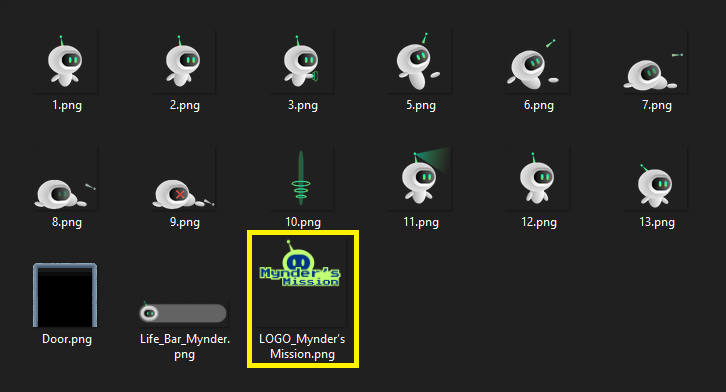 1.png
2.png
3.png
5.png
6.png
7.png
8.png
9.png
10.png
11.png
12.png
13.png
Mynder's
Mission
Door.png
Life_Bar_Mynder.
png
LOGO_Mynder's
Mission.png